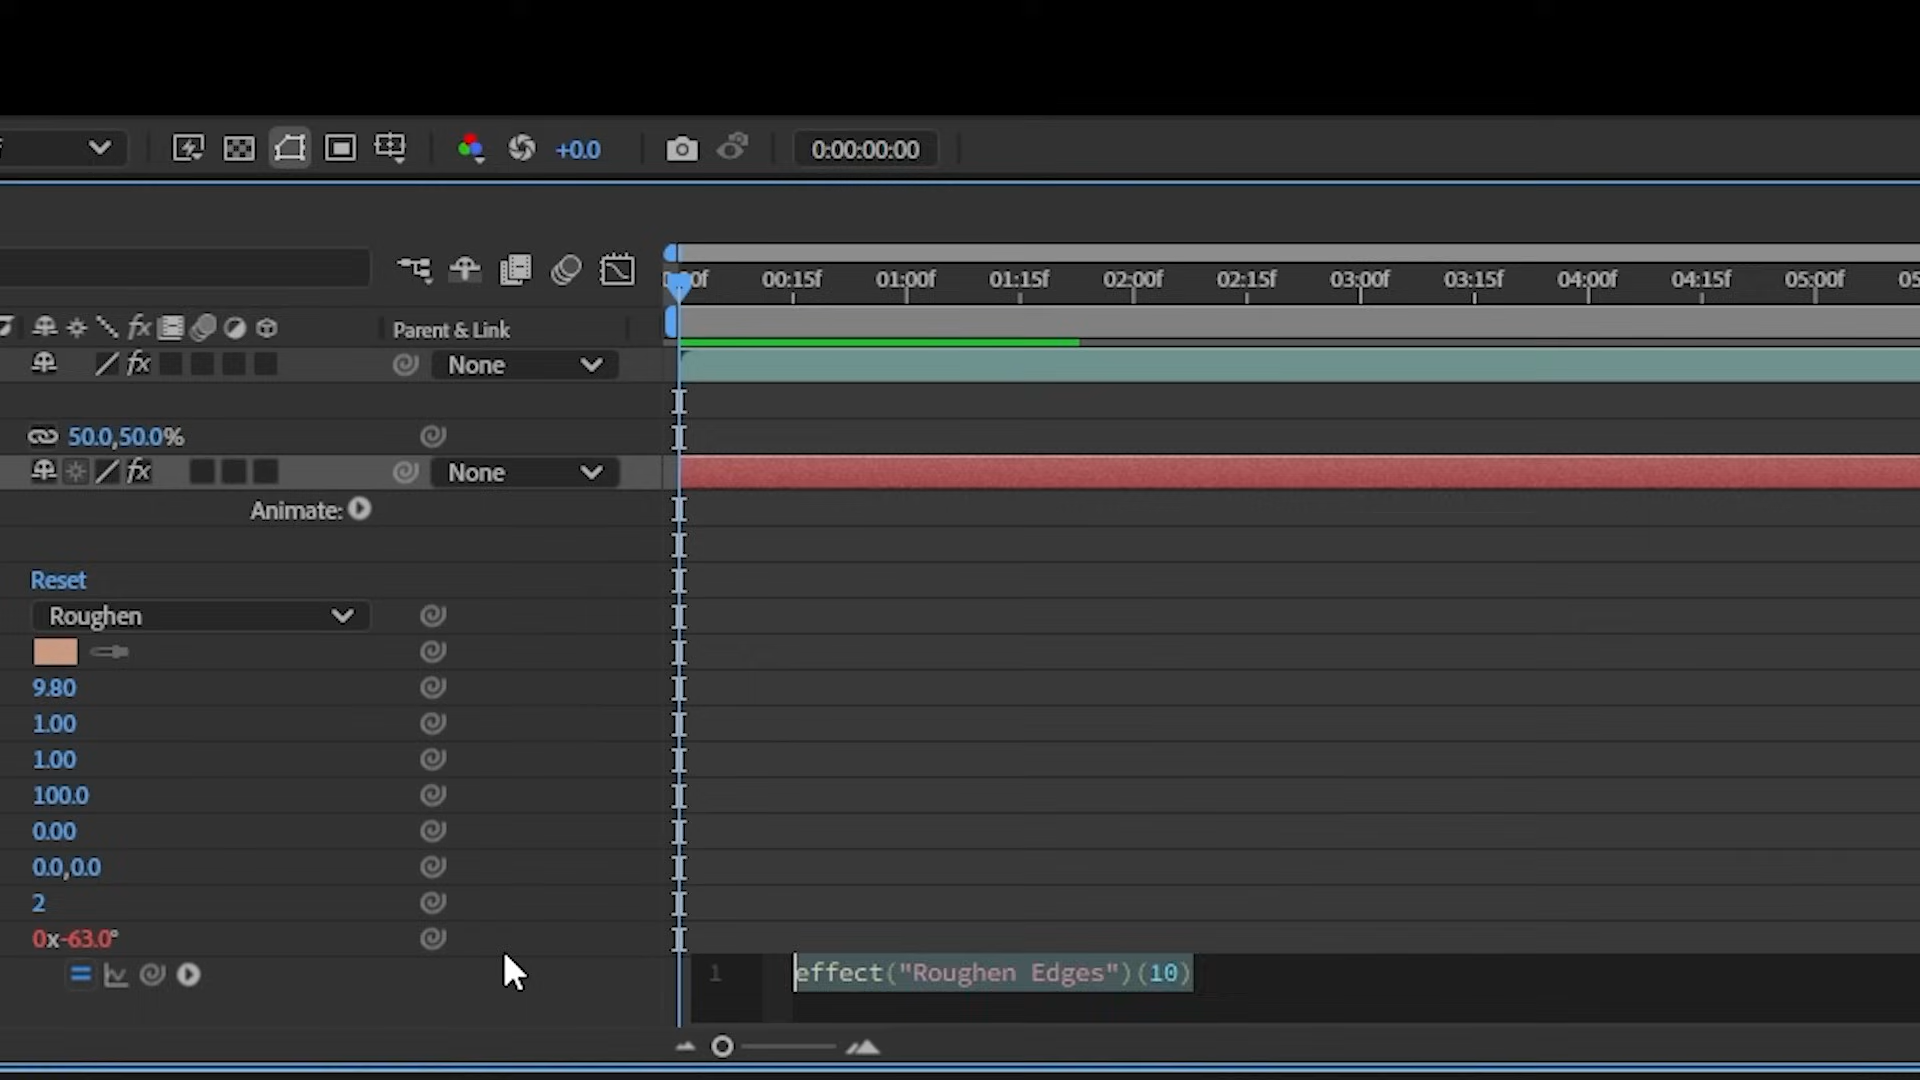 +0.0 0:00:00:00
00:15f 01:00f 01:15f 02:00f 02:15f 03:00f 03:15f 04:00f 04:15f 05:00f
fx Parent & Link
fx None
50.0,50.0%
fx None
Animate:
Reset
Roughen
9.80
1.00
1.00
100.0
0.00
0.0,0.0
2
0x-63.0°
1 effect("Roughen Edges")(10)